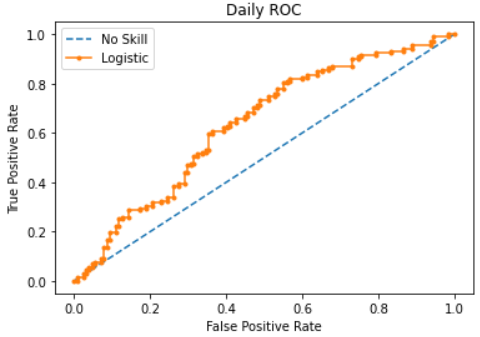 Daily ROC
No Skill
Logistic
True Positive Rate
1.0
0.8
0.6
0.4
0.2
0.0
0.0 0.2 0.4 0.6 0.8 1.0
False Positive Rate